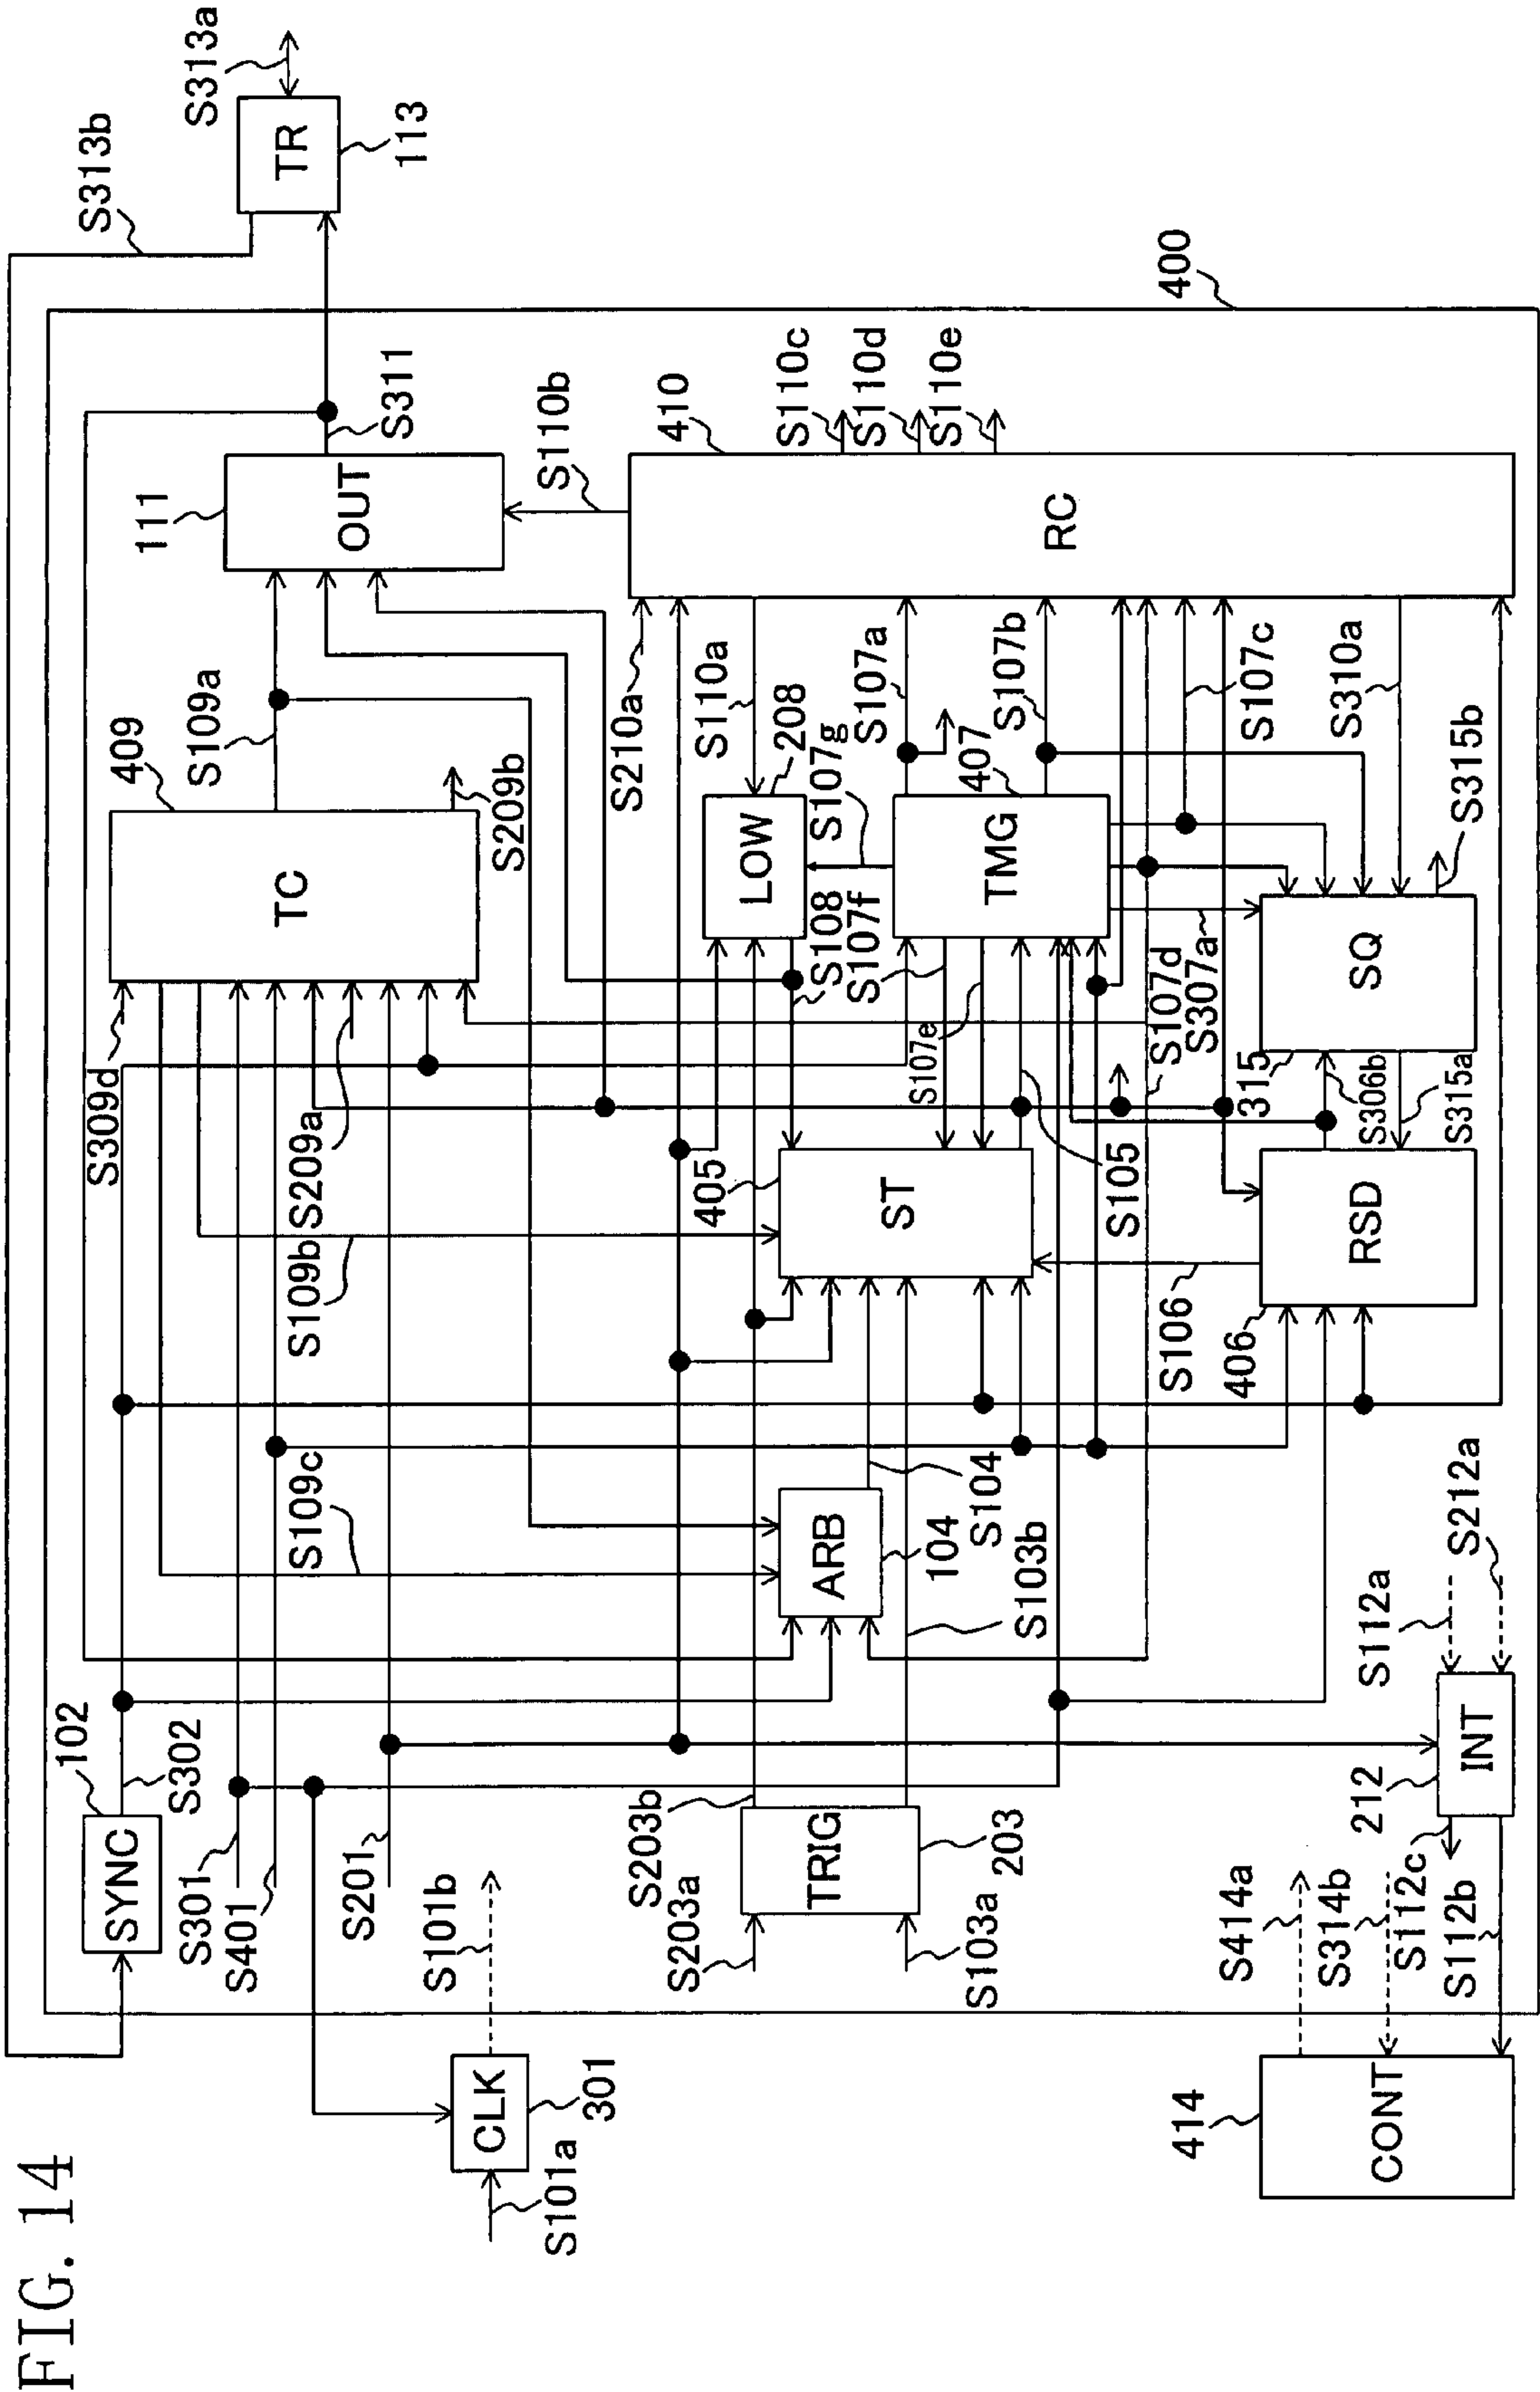 FIG. 14
S313b
S313a
TR
113
400
102
SYNC
S302
S301
S401
S201
S101b
CLK
301
S101a
S309d
409
TC
S109a
S209b
S209a
S109b
S109c
111
OUT
S311
S110b
410
RC
S110c
S110d
S110e
S210a
S110a
208
LOW
S107g
S107a
S108
S107f
407
TMG
S107b
S107c
S107e
S107d
S307a
S310a
S315b
405
ST
S105
315
SQ
S306b
S315a
S106
406
RSD
ARB
104
S104
S103b
S203b
S203a
TRIG
203
S103a
S112a
S212a
212
INT
S414a
S314b
S112c
S112b
414
CONT